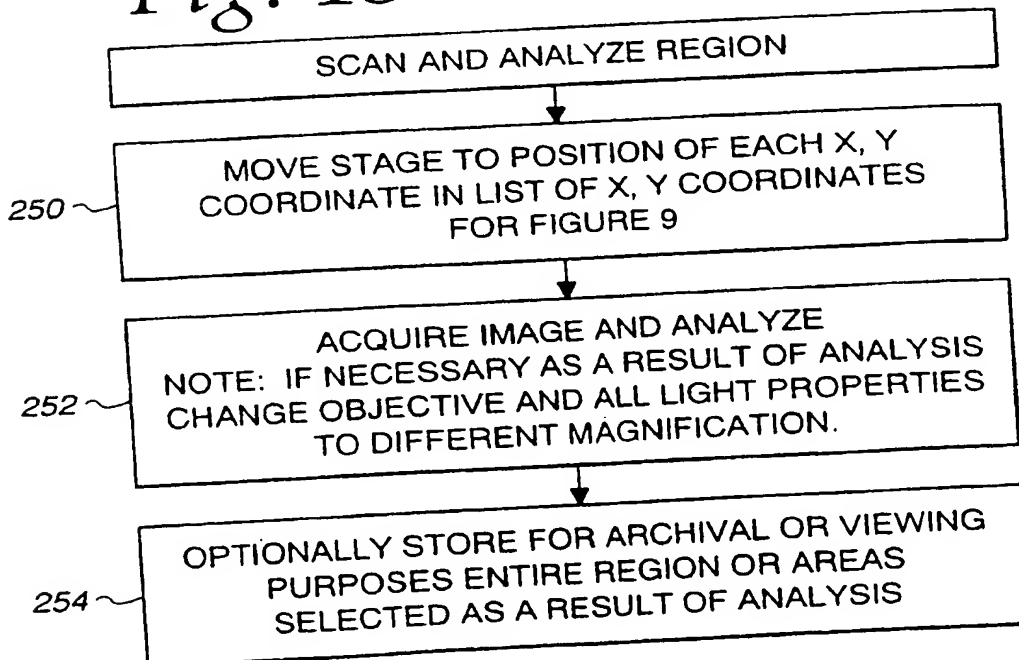 Fig.
SCAN AND ANALYZE REGION
MOVE STAGE TO POSITION OF EACH X, Y
COORDINATE IN LIST OF X, Y COORDINATES
FOR FIGURE 9
250
ACQUIRE IMAGE AND ANALYZE
NOTE: IF NECESSARY AS A RESULT OF ANALYSIS
CHANGE OBJECTIVE AND ALL LIGHT PROPERTIES
TO DIFFERENT MAGNIFICATION.
252
OPTIONALLY STORE FOR ARCHIVAL OR VIEWING
PURPOSES ENTIRE REGION OR AREAS
SELECTED AS A RESULT OF ANALYSIS
254